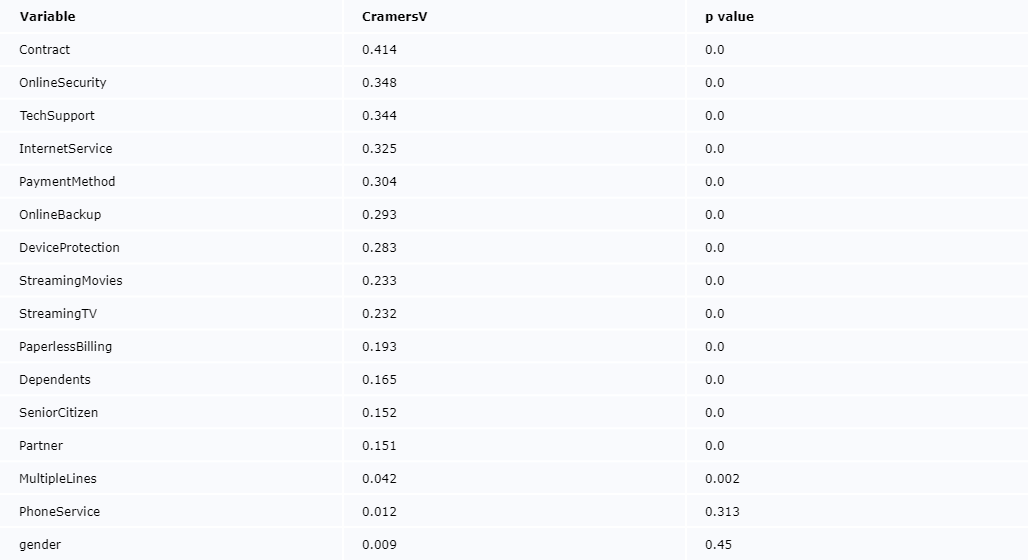 Variable CramersV p value
Contract 0.414 0.0
OnlineSecurity 0.348 0.0
TechSupport 0.344 0.0
InternetService 0.325 0.0
PaymentMethod 0.304 0.0
OnlineBackup 0.293 0.0
DeviceProtection 0.283 0.0
StreamingMovies 0.233 0.0
StreamingTV 0.232 0.0
PaperlessBilling 0.193 0.0
Dependents 0.165 0.0
SeniorCitizen 0.152 0.0
Partner 0.151 0.0
MultipleLines 0.042 0.002
PhoneService 0.012 0.313
gender 0.009 0.45